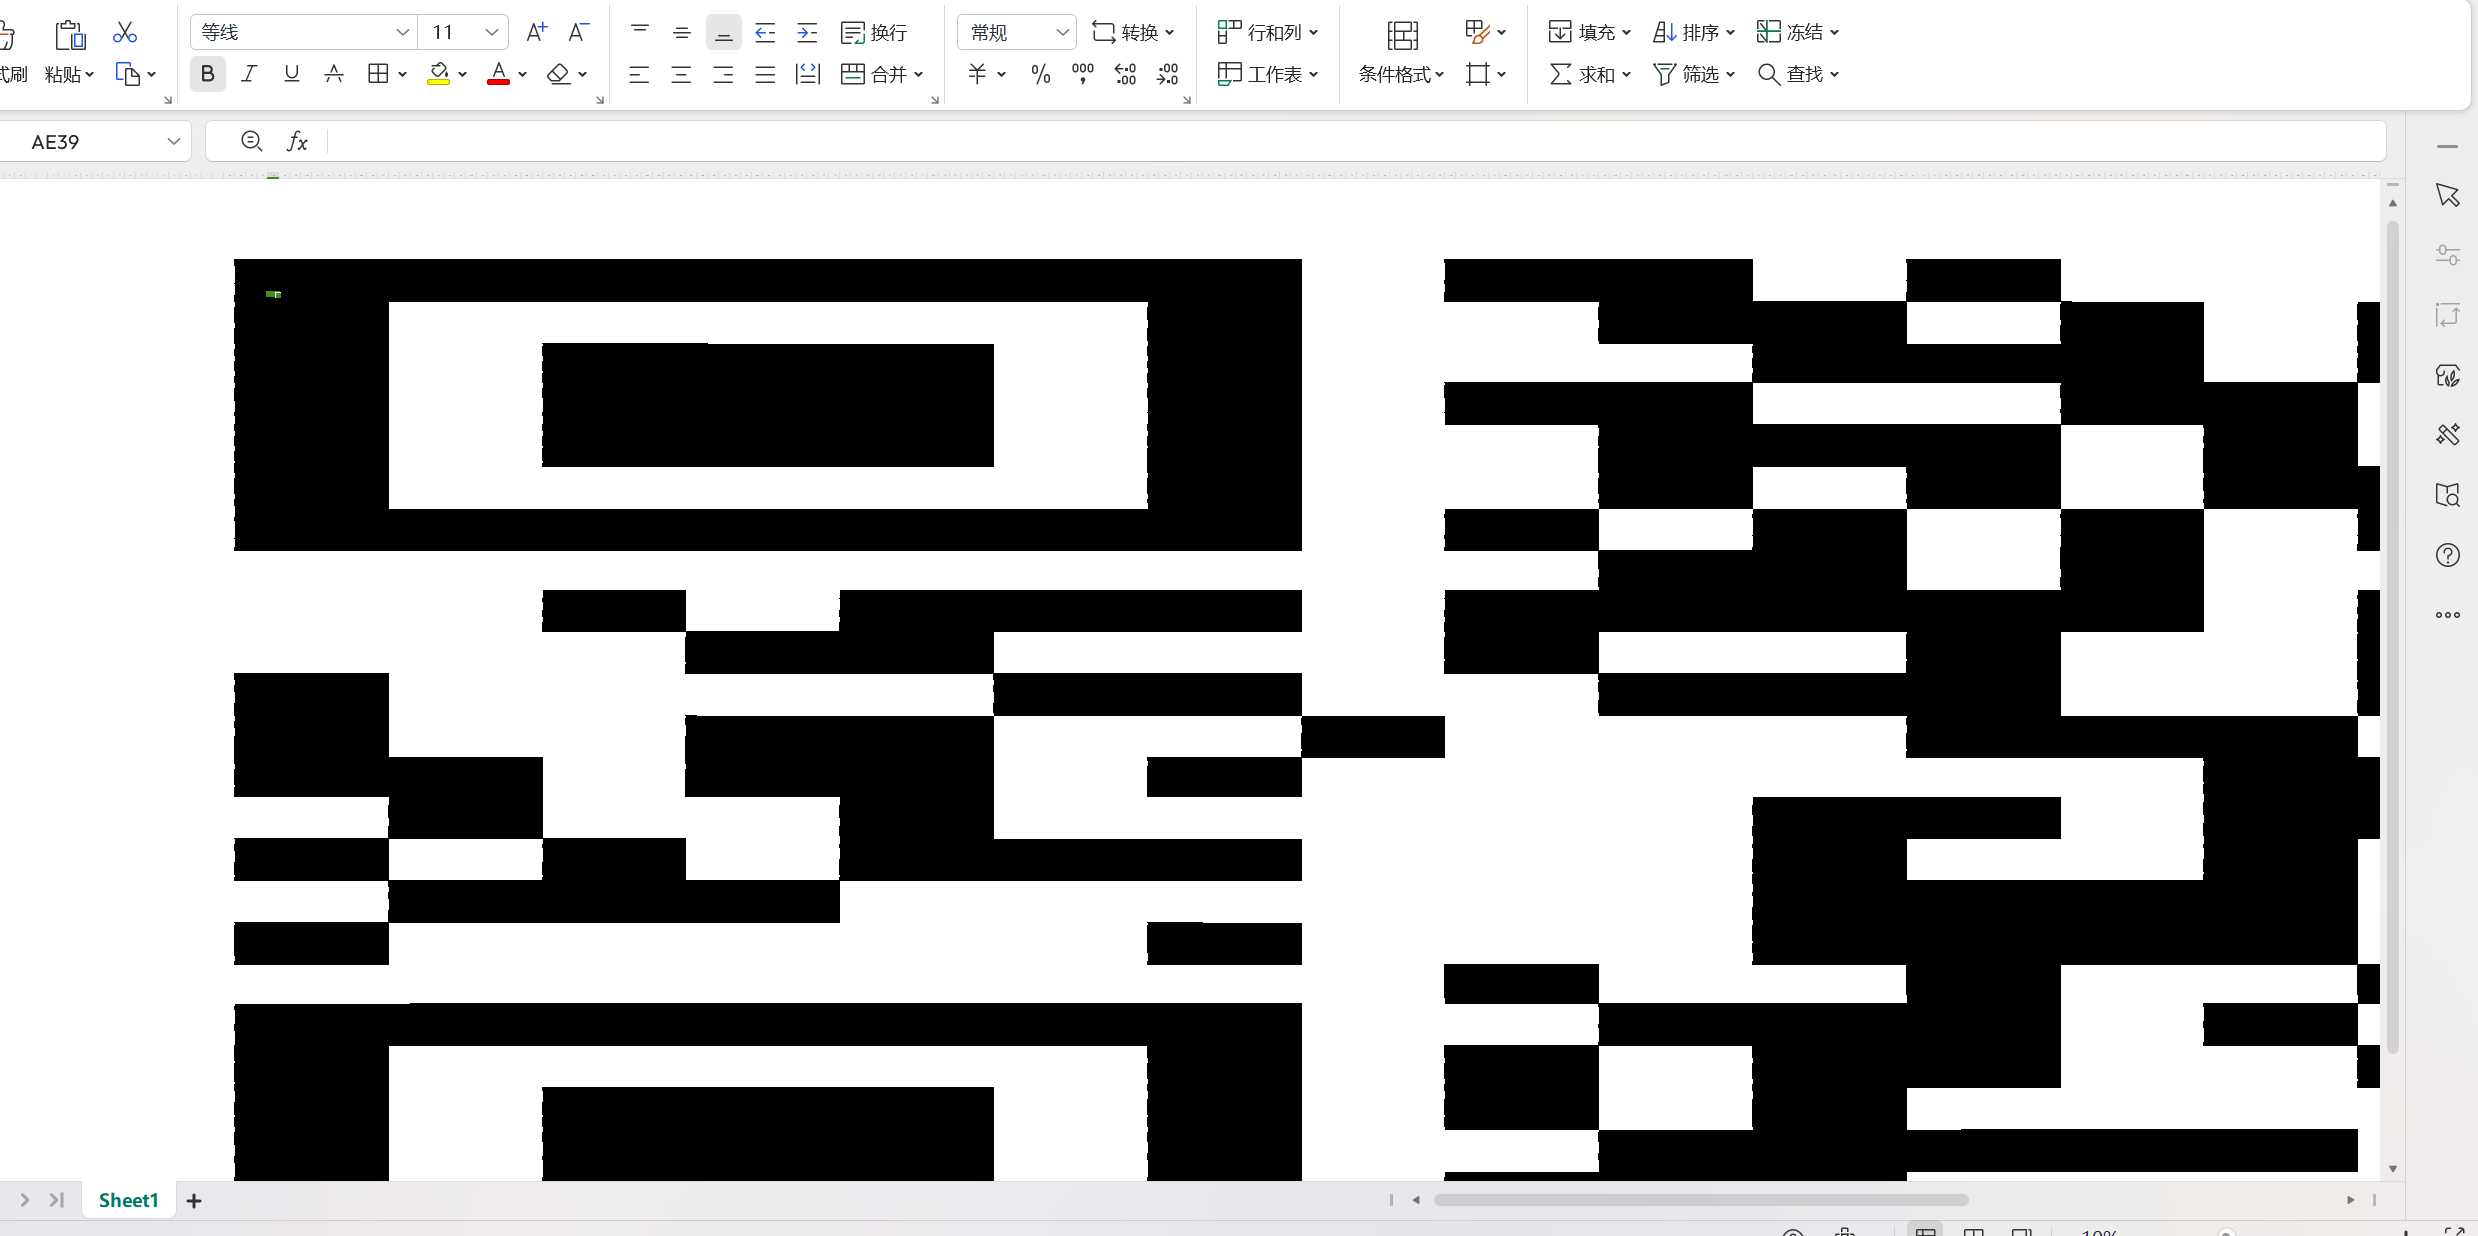 等线 11 A+ A- 换行 常规 转换 行和列 填充 排序 冻结
式刷 粘贴 B I U A A 合并 ¥ % 000 工作表 条件格式 求和 筛选 查找
AE39 fx
Sheet1
10%